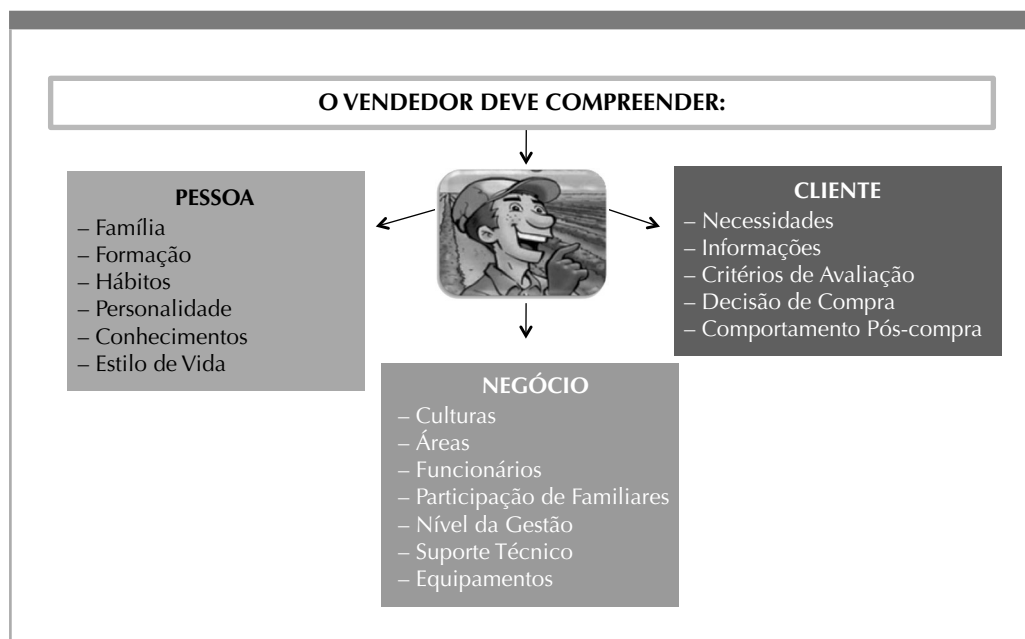 O VENDEDOR DEVE COMPREENDER:
PESSOA
– Família
– Formação
– Hábitos
– Personalidade
– Conhecimentos
– Estilo de Vida
CLIENTE
– Necessidades
– Informações
– Critérios de Avaliação
– Decisão de Compra
– Comportamento Pós-compra
NEGÓCIO
– Culturas
– Áreas
– Funcionários
– Participação de Familiares
– Nível da Gestão
– Suporte Técnico
– Equipamentos